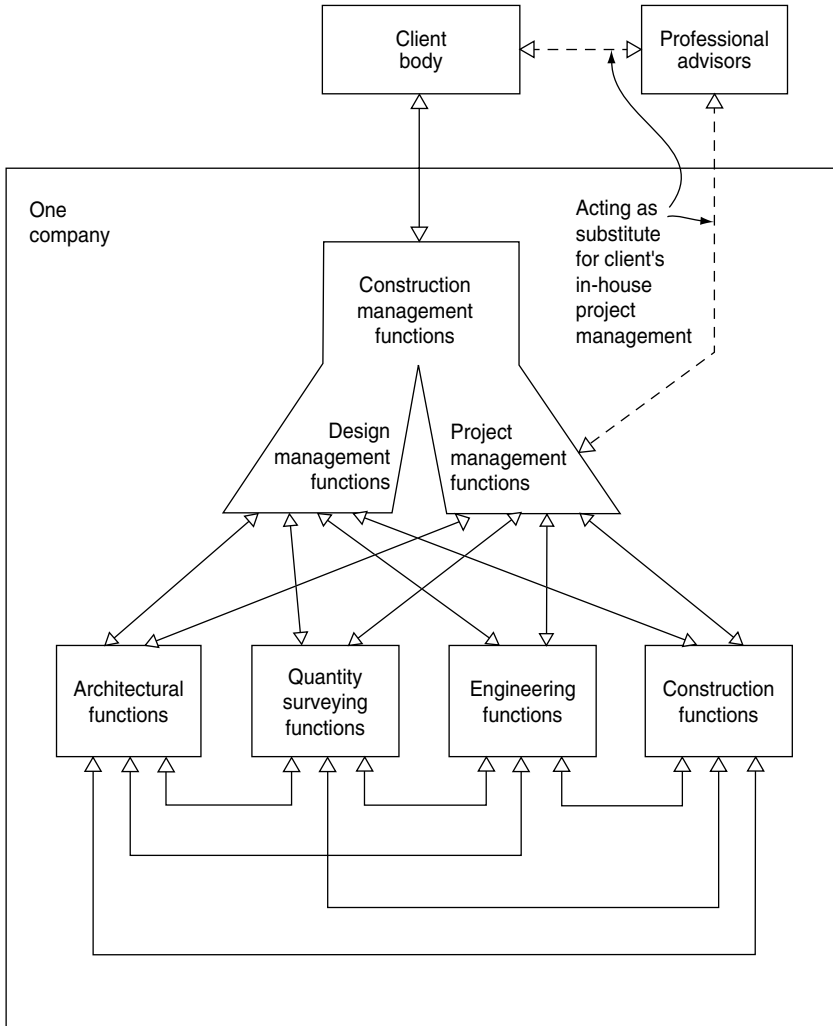 Client
body
Professional
advisors
One
company
Acting as
substitute
for client's
in-house
project
management
Construction
management
functions
Design
management
functions
Project
management
functions
Architectural
functions
Quantity
surveying
functions
Engineering
functions
Construction
functions